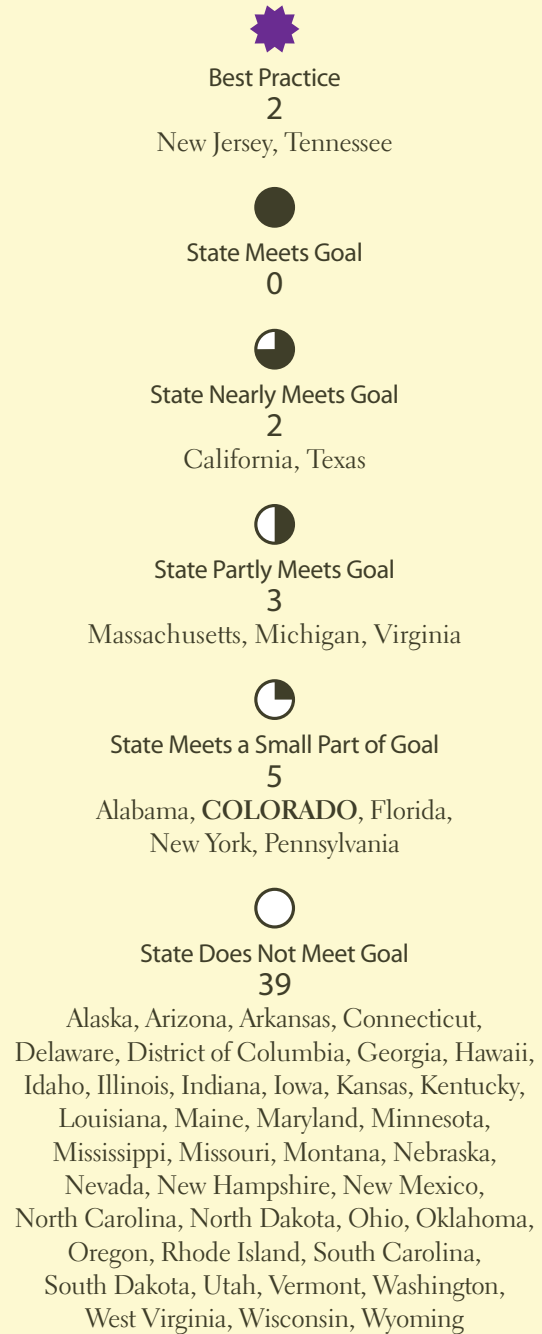 Best Practice
2
New Jersey, Tennessee
State Meets Goal
0
State Nearly Meets Goal
2
California, Texas
State Partly Meets Goal
3
Massachusetts, Michigan, Virginia
State Meets a Small Part of Goal
5
Alabama, COLORADO, Florida,
New York, Pennsylvania
State Does Not Meet Goal
39
Alaska, Arizona, Arkansas, Connecticut,
Delaware, District of Columbia, Georgia, Hawaii,
Idaho, Illinois, Indiana, Iowa, Kansas, Kentucky,
Louisiana, Maine, Maryland, Minnesota,
Mississippi, Missouri, Montana, Nebraska,
Nevada, New Hampshire, New Mexico,
North Carolina, North Dakota, Ohio, Oklahoma,
Oregon, Rhode Island, South Carolina,
South Dakota, Utah, Vermont, Washington,
West Virginia, Wisconsin, Wyoming